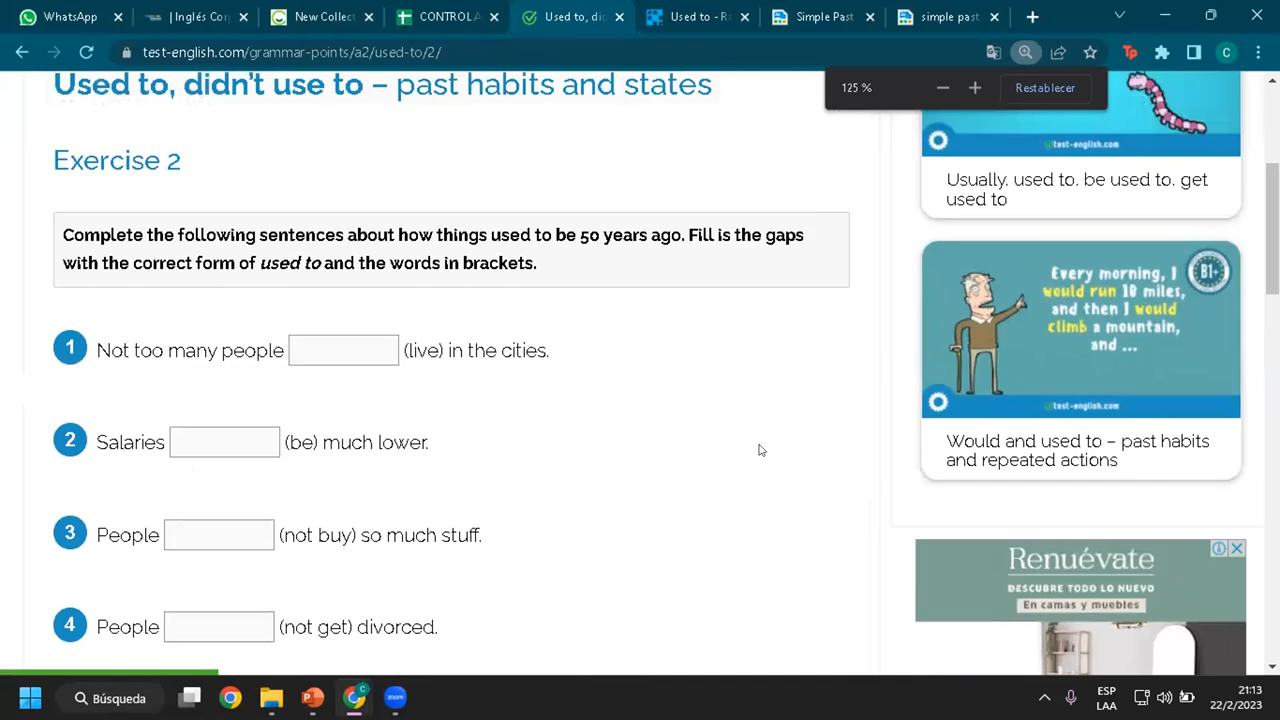 WhatsApp
| Inglés Cor
New Collect
CONTROL A
Used to, did
Used to - R
Simple Past
simple past
test-english.com/grammar-points/a2/used-to/2/
C
Used to, didn't use to – past habits and states
125 %
Restablecer
Exercise 2
Complete the following sentences about how things used to be 50 years ago. Fill is the gaps
with the correct form of used to and the words in brackets.
1 Not too many people (live) in the cities.
2 Salaries (be) much lower.
3 People (not buy) so much stuff.
4 People (not get) divorced.
test-english.com
Usually, used to, be used to, get
used to
Every morning, I
would run 10 miles,
and then I would
climb a mountain,
and ...
B1+
test-english.com
Would and used to – past habits
and repeated actions
Renuévate
DESCUBRE TODO LO NUEVO
En camas y muebles
Búsqueda
zoom
ESP
LAA
21:13
22/2/2023